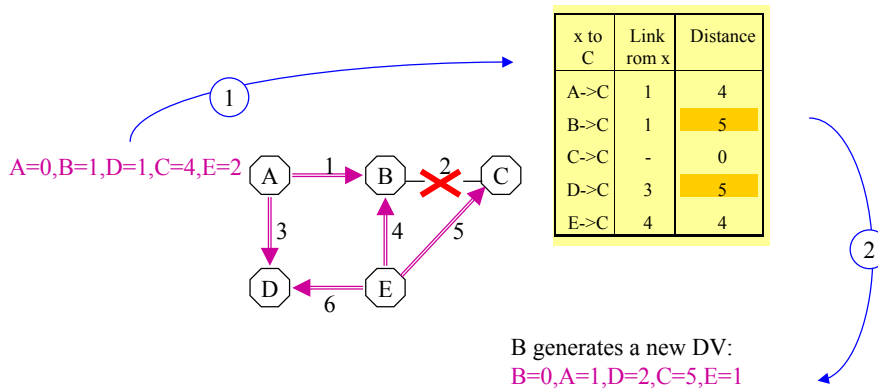 x to C Link rom x Distance
A->C 1 4
B->C 1 5
C->C - 0
D->C 3 5
E->C 4 4
1
A=0,B=1,D=1,C=4,E=2
A 1 B 2 C
3 4 5
D 6 E
2
B generates a new DV:
B=0,A=1,D=2,C=5,E=1